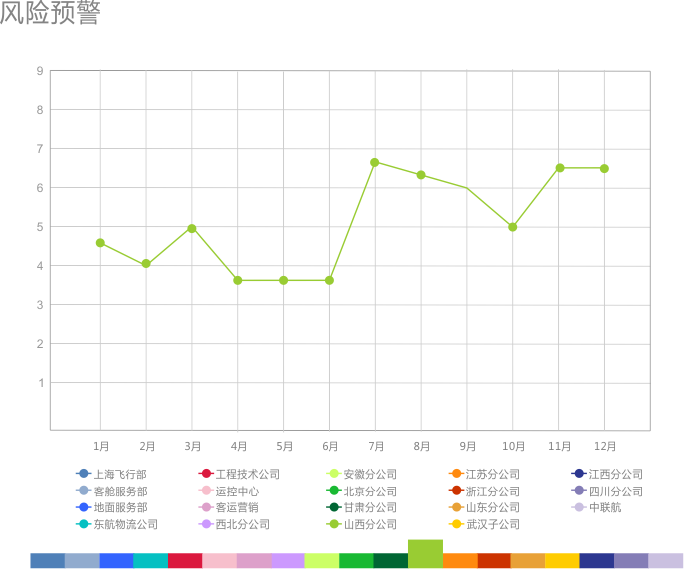 风险预警
9
8
7
6
5
4
3
2
1
1月 2月 3月 4月 5月 6月 7月 8月 9月 10月 11月 12月
上海飞行部 工程技术公司 安徽分公司 江苏分公司 江西分公司
客舱服务部 运控中心 北京分公司 浙江分公司 四川分公司
地面服务部 客运营销 甘肃分公司 山东分公司 中联航
东航物流公司 西北分公司 山西分公司 武汉子公司